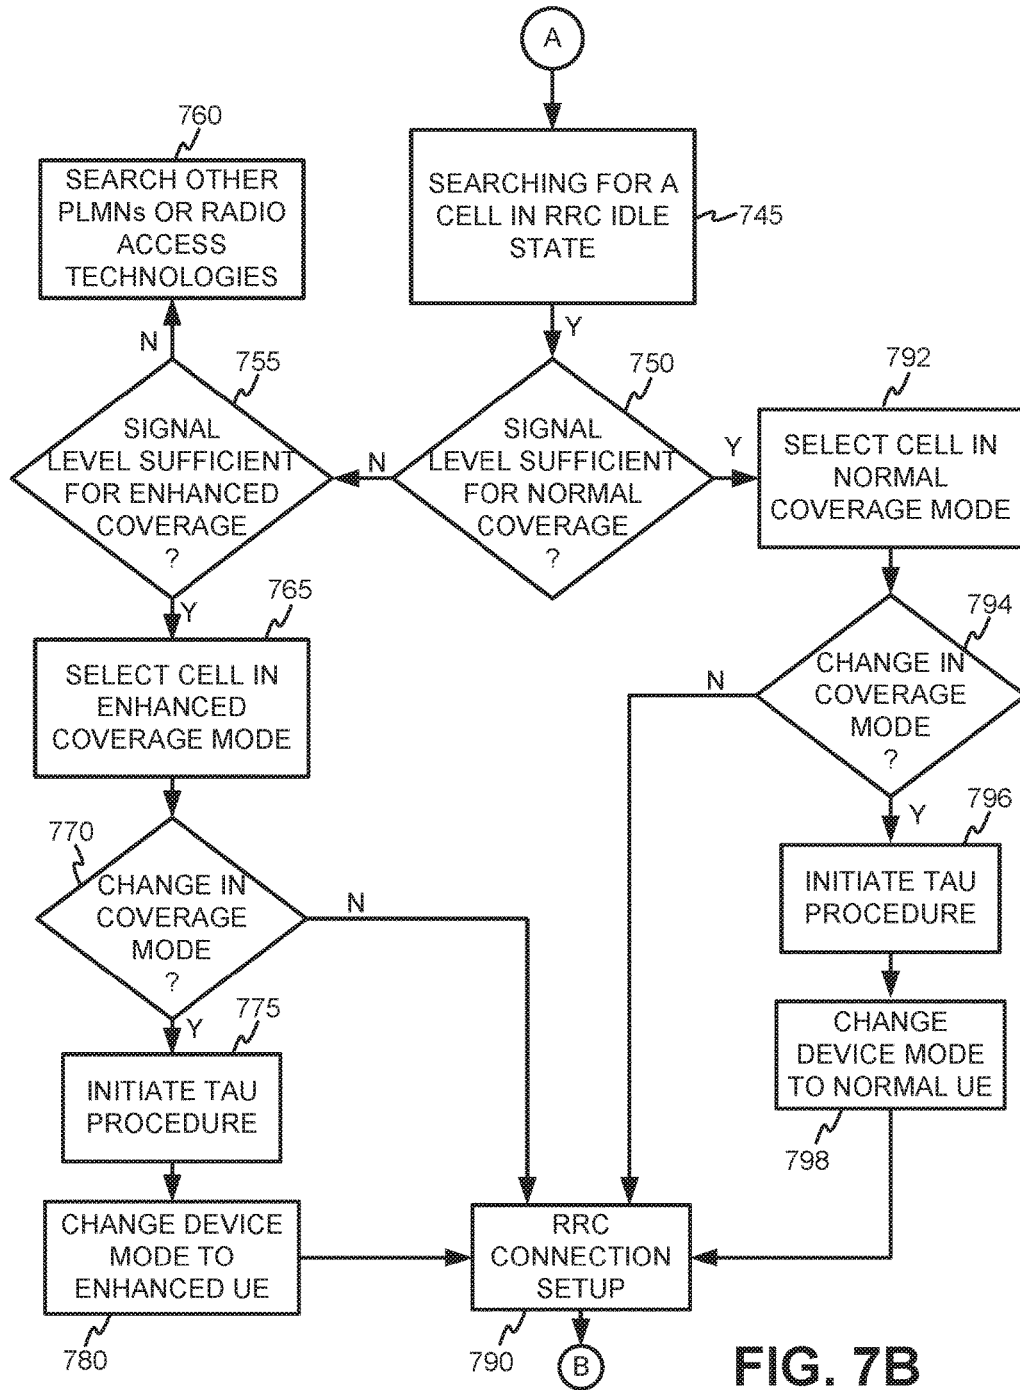 A
760
SEARCH OTHER
PLMNs OR RADIO
ACCESS
TECHNOLOGIES
SEARCHING FOR A
CELL IN RRC IDLE
STATE
745
N
Y
755
SIGNAL
LEVEL SUFFICIENT
FOR ENHANCED
COVERAGE
?
N
750
SIGNAL
LEVEL SUFFICIENT
FOR NORMAL
COVERAGE
?
Y
792
SELECT CELL IN
NORMAL
COVERAGE MODE
Y
765
SELECT CELL IN
ENHANCED
COVERAGE MODE
794
CHANGE IN
COVERAGE
MODE
?
N
Y
770
CHANGE IN
COVERAGE
MODE
?
N
Y
796
INITIATE TAU
PROCEDURE
775
INITIATE TAU
PROCEDURE
CHANGE
DEVICE MODE
TO NORMAL UE
798
CHANGE DEVICE
MODE TO
ENHANCED UE
780
RRC
CONNECTION
SETUP
790
B
FIG. 7B